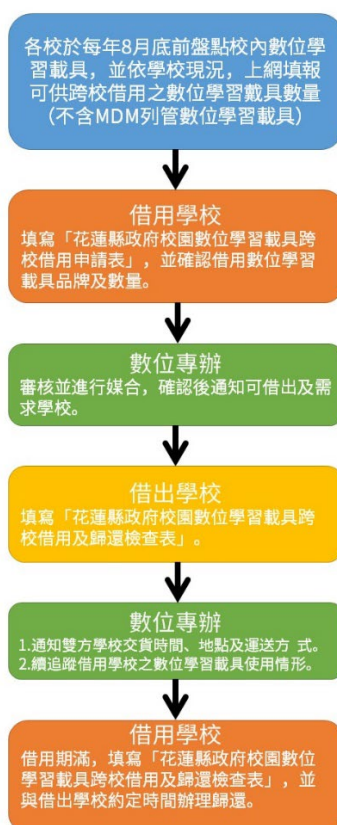 各校於每年8月底前盤點校內數位學
習載具，並依學校現況，上網填報
可供跨校借用之數位學習戴具數量
（不含MDM列管數位學習載具）
借用學校
填寫「花蓮縣政府校園數位學習載具跨
校借用申請表」，並確認借用數位學習
載具品牌及數量。
數位專辦
審核並進行媒合，確認後通知可借出及需
求學校。
借出學校
填寫「花蓮縣政府校園數位學習載具跨
校借用及歸還檢查表」。
數位專辦
1.通知雙方學校交貨時間、地點及運送方 式。
2.續追蹤借用學校之數位學習載具使用情形。
借用學校
借用期滿，填寫「花蓮縣政府校園數位
學習載具跨校借用及歸還檢查表」，並
與借出學校約定時間辦理歸還。